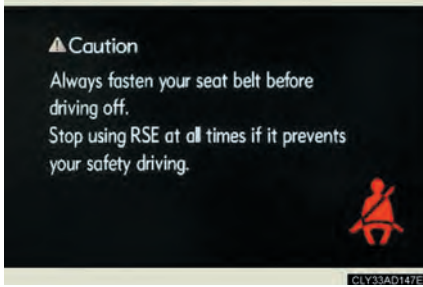 Caution
Always fasten your seat belt before
driving off.
Stop using RSE at all times if it prevents
your safety driving.
CLY33AD147E